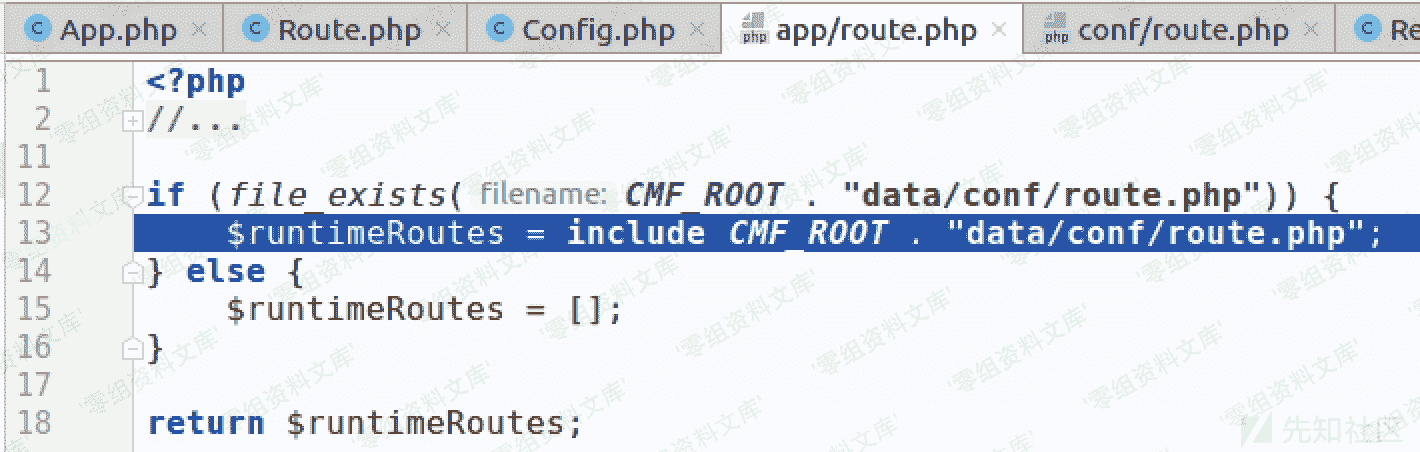 App.php Route.php Config.php app/route.php conf/route.php Re
1 <?php
2 //...
11
12 if (file_exists( filename: CMF_ROOT . "data/conf/route.php")) {
13 $runtimeRoutes = include CMF_ROOT . "data/conf/route.php";
14 } else {
15 $runtimeRoutes = [];
16 }
17
18 return $runtimeRoutes;
'零组资料文库'
先知社区